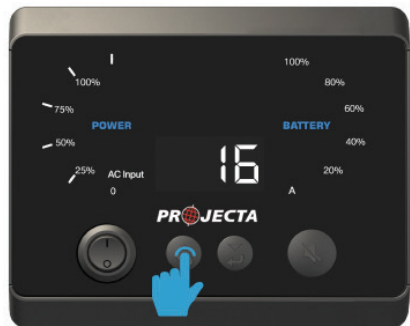 100%
75%
50%
25%
0
POWER
AC Input
16
100%
80%
60%
40%
20%
BATTERY
A
PROJECTA